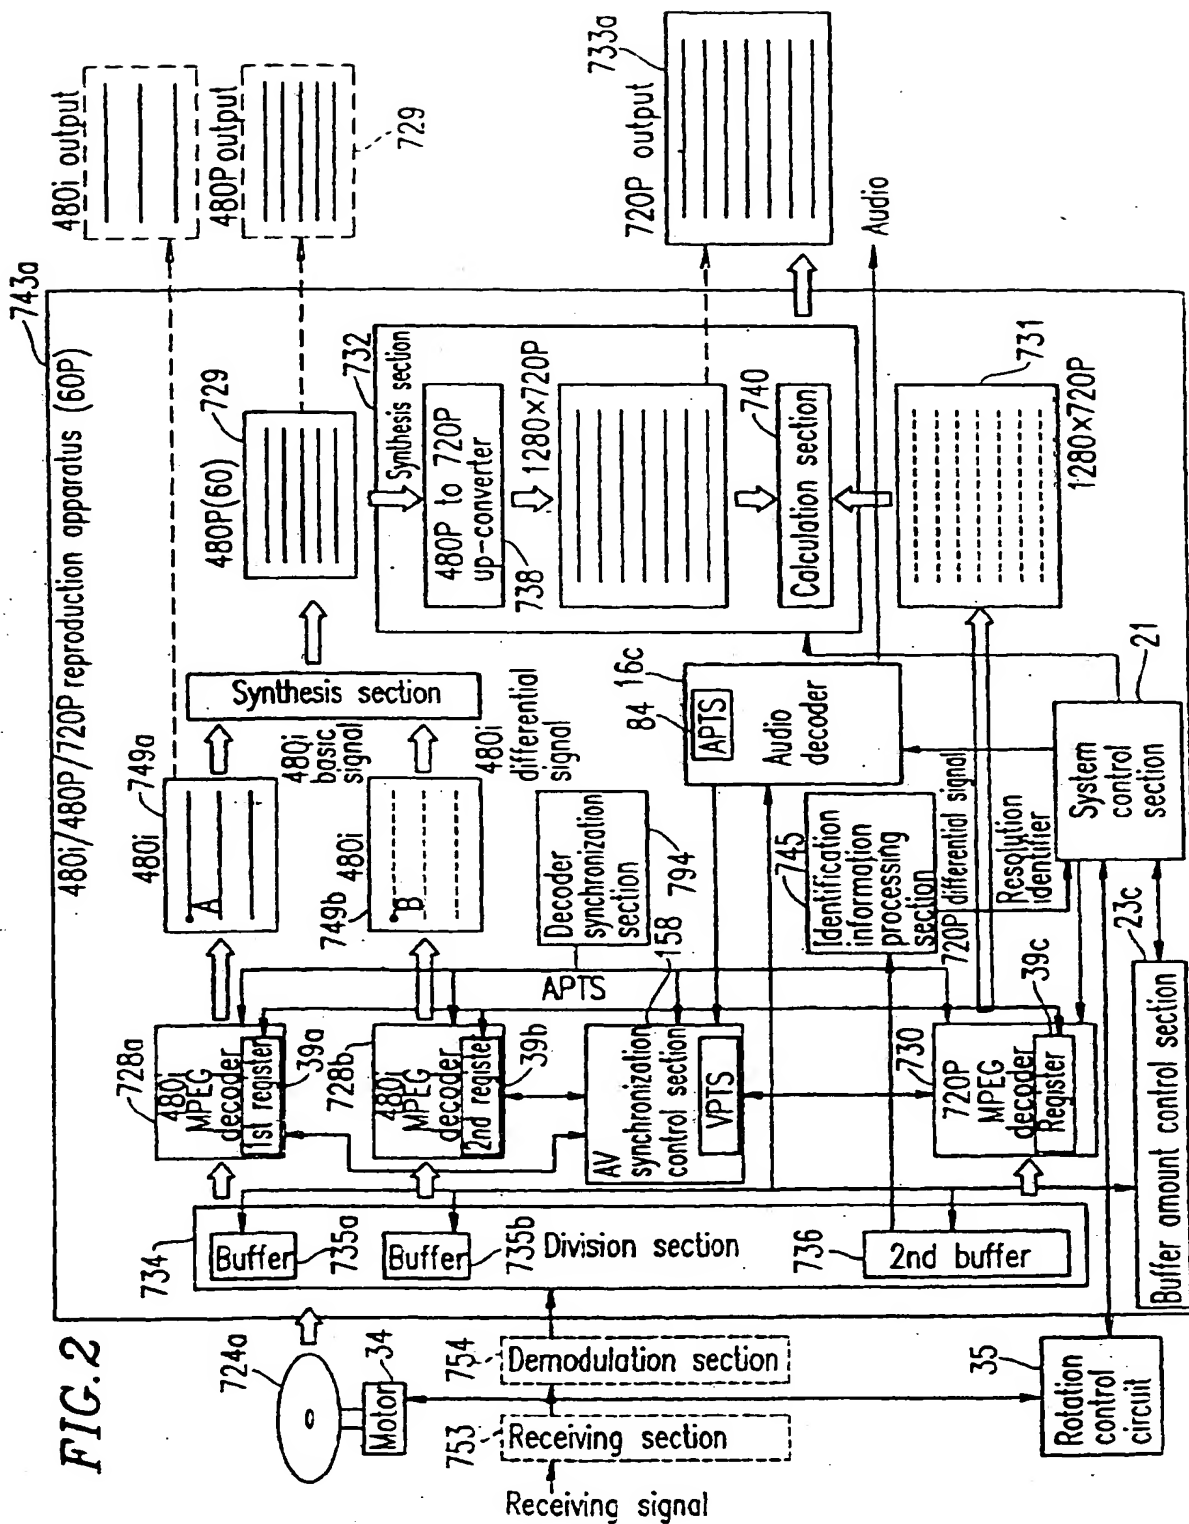 FIG.2
480i/480P/720P reproduction apparatus (60P)
743a
724a
Motor
34
Receiving signal
753
Receiving section
754
Demodulation section
35
Rotation
control
circuit
734
Buffer
735a
Buffer
735b
Division section
736
2nd buffer
Buffer amount control section
23c
728a
480i
MPEG
decoder
1st register
39a
728b
480i
MPEG
decoder
2nd register
39b
AV
synchronization
control section
VPTS
158
730
720P
MPEG
decoder
Register
39c
APTS
Decoder
synchronization
section
794
745
Identification
information
processing
section
720P differential signal
Resolution
identifier
System
control
section
21
480i
749a
A
480i
basic
signal
749b
480i
B
480i
differential
signal
Synthesis section
16c
84
APTS
Audio
decoder
480P(60)
729
732
Synthesis section
480P to 720P
up-converter
738
1280×720P
740
Calculation section
731
1280×720P
480i output
480P output
729
720P output
733a
Audio